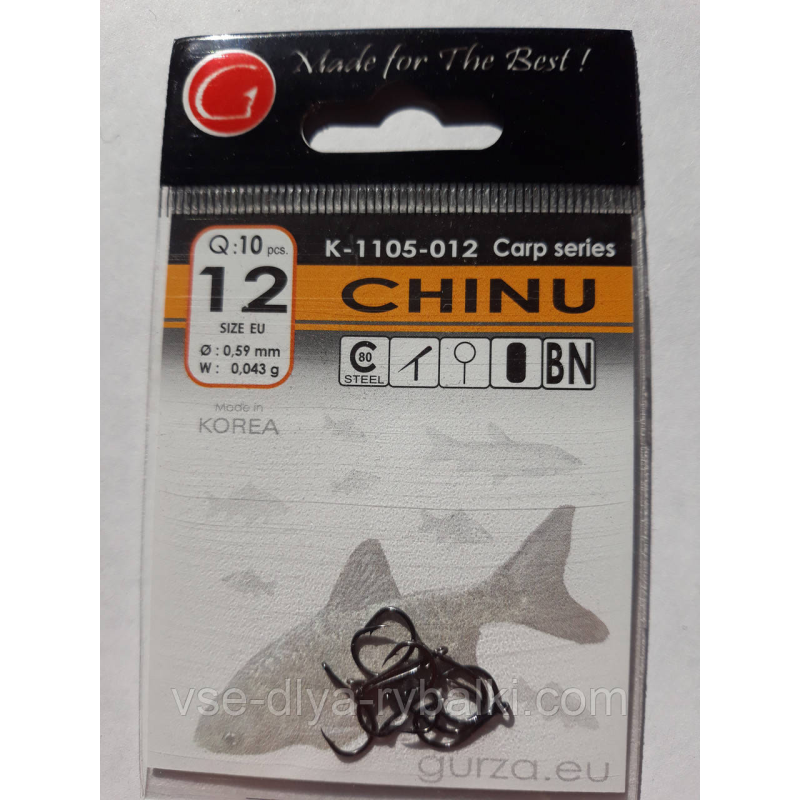 Made for The Best!
Q:10 pcs.
12
SIZE EU
Ø : 0,59 mm
W : 0,043 g
K-1105-012 Carp series
CHINU
C 80
STEEL
BN
Made in
KOREA
vse-dlya-rybalki.com
gurza.eu